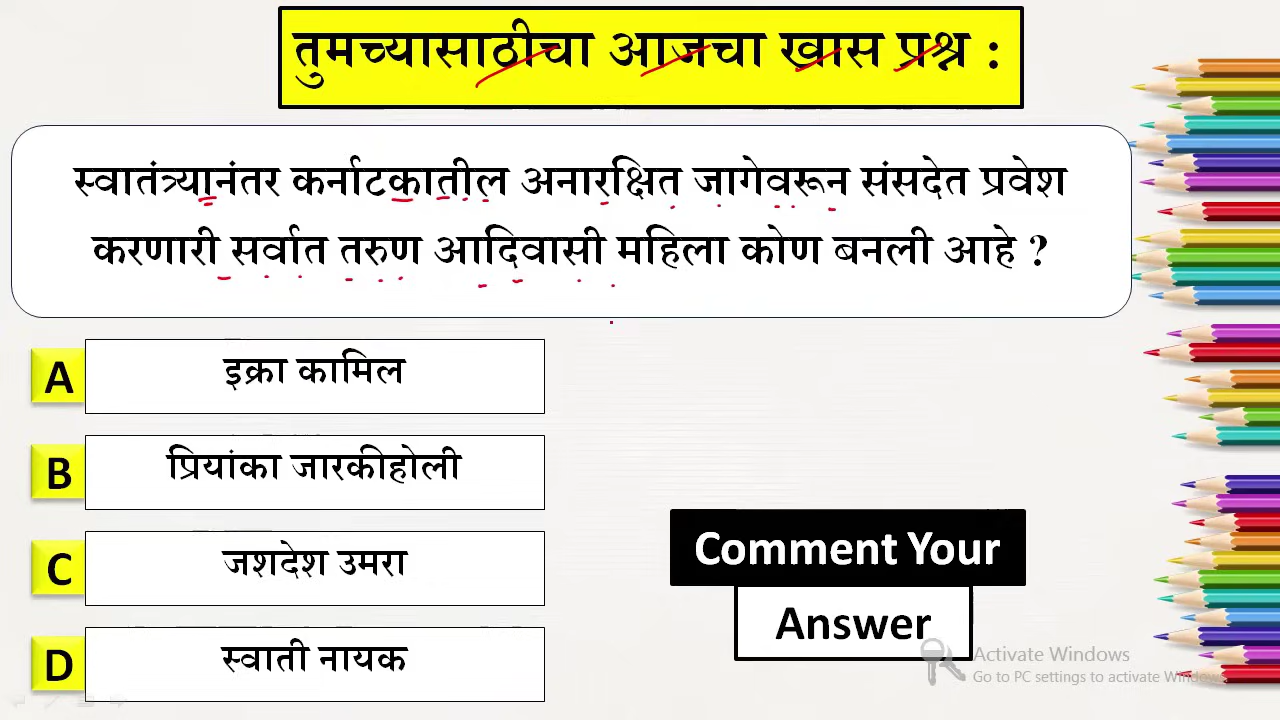 तुमच्यासाठीचा आजचा खास प्रश्न :
स्वातंत्र्यानंतर कर्नाटकातील अनारक्षित जागेवरून संसदेत प्रवेश
करणारी सर्वात तरुण आदिवासी महिला कोण बनली आहे ?
A इक्रा कामिल
B प्रियांका जारकीहोली
C जशदेश उमरा
D स्वाती नायक
Comment Your
Answer
Activate Windows
Go to PC settings to activate Windows.